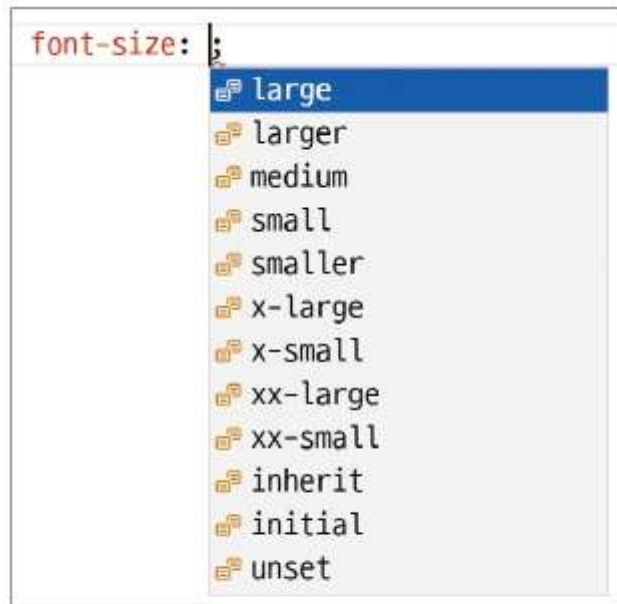 font-size: ;
large
larger
medium
small
smaller
x-large
x-small
xx-large
xx-small
inherit
initial
unset